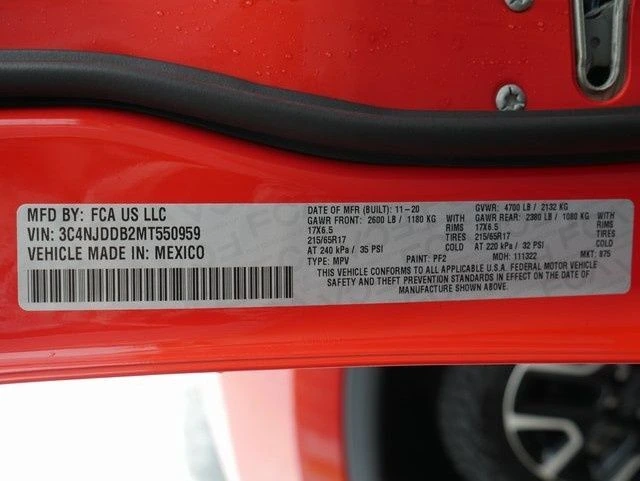 MFD BY: FCA US LLC
VIN: 3C4NJDDB2MT550959
VEHICLE MADE IN: MEXICO
DATE OF MFR (BUILT): 11-20 GVWR: 4700 LB / 2132 KG
GAWR FRONT: 2600 LB / 1180 KG WITH GAWR REAR: 2380 LB / 1080 KG WITH
17X6.5 RIMS 17X6.5 RIMS
215/65R17 TIRES 215/65R17 TIRES
AT 240 kPa / 35 PSI COLD AT 220 kPa / 32 PSI COLD
TYPE: MPV PAINT: PF2 MDH: 111322 MKT: 875
THIS VEHICLE CONFORMS TO ALL APPLICABLE U.S.A. FEDERAL MOTOR VEHICLE
SAFETY AND THEFT PREVENTION STANDARDS IN EFFECT ON THE DATE OF
MANUFACTURE SHOWN ABOVE.